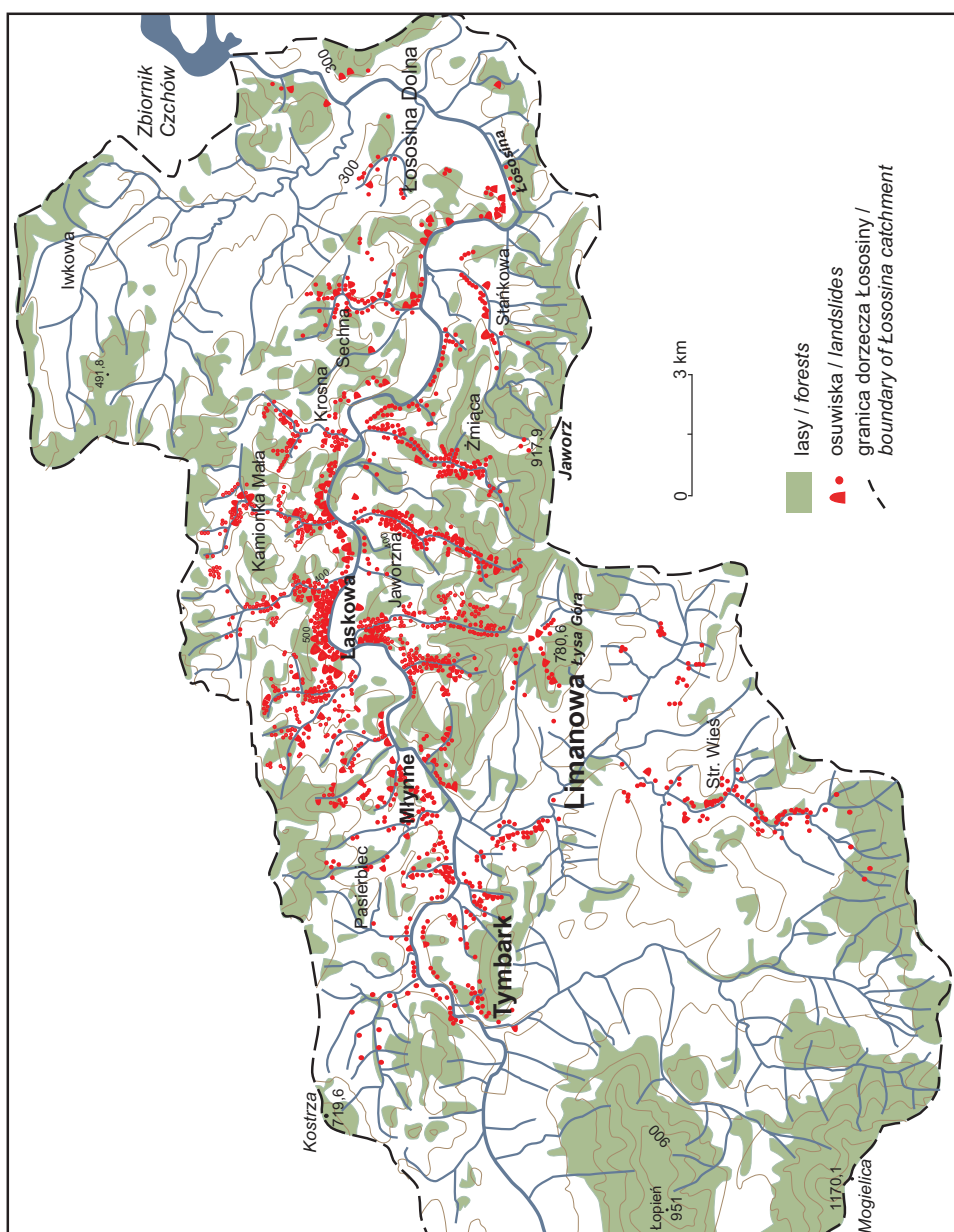 Zbiornik
Czchów
Iwkowa
491,8
300
300
Łososina Dolna
Łososina
Sechna
Krosna
Stańkowa
Kamionka Mała
Żmiąca
917,9
Jaworz
400
400
500
Laskowa
Jaworzna
780,6
Łysa Góra
Limanowa
Młynne
Str. Wieś
Pasierbiec
Tymbark
Kostrza
719,6
900
Łopień
951
1170,1
Mogielica
0
3 km
lasy / forests
osuwiska / landslides
granica dorzecza Łososiny /
boundary of Łososina catchment